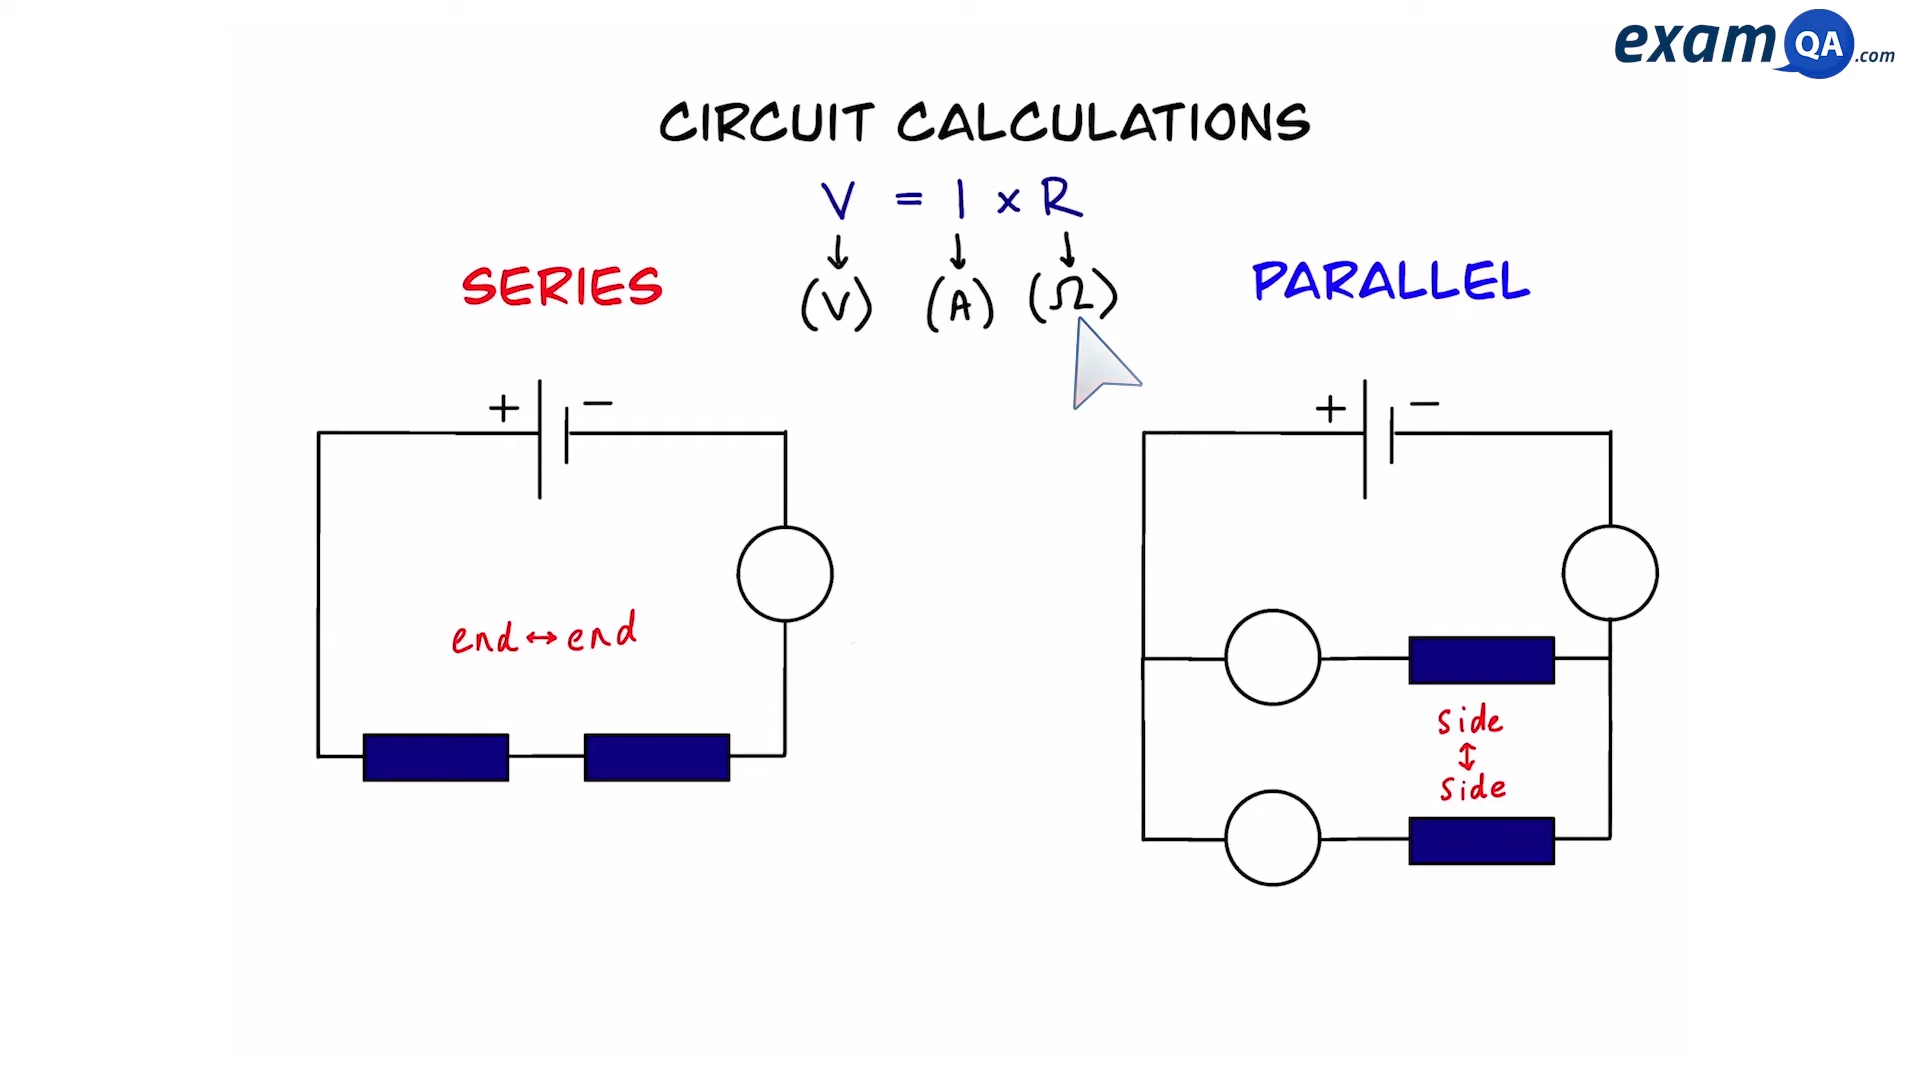 examQA.com
CIRCUIT CALCULATIONS
V = I x R
(V) (A) (Ω)
SERIES
PARALLEL
+ −
+ −
end ↔ end
side
↕
side